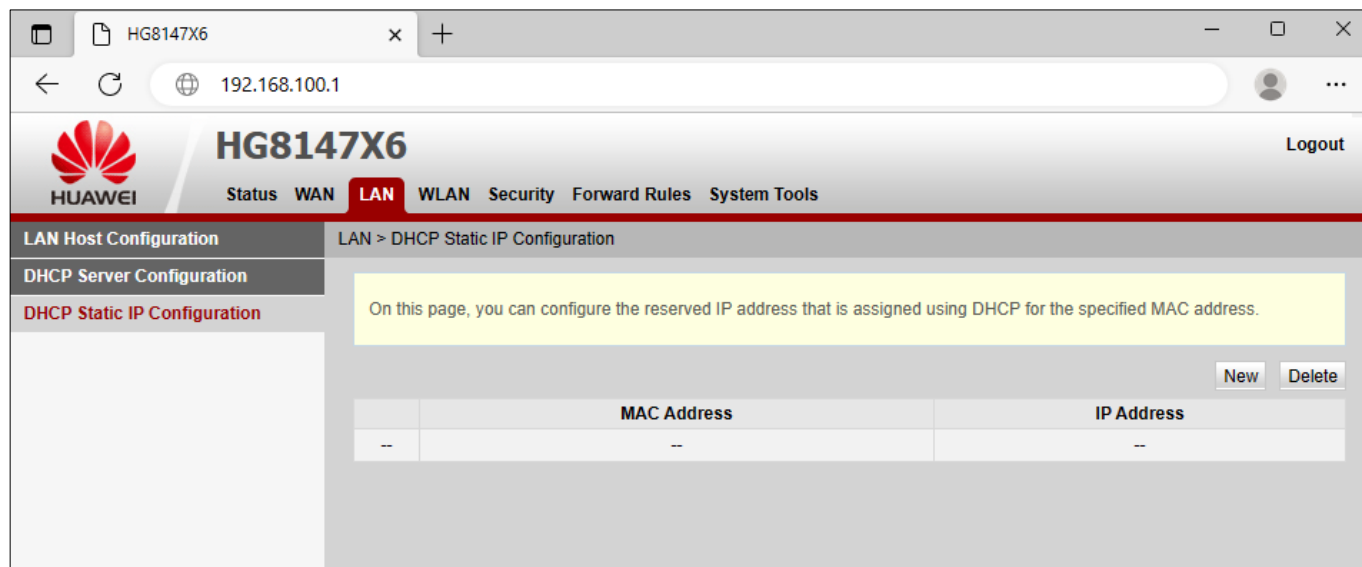 HG8147X6
192.168.100.1
HUAWEI
HG8147X6
Logout
Status WAN LAN WLAN Security Forward Rules System Tools
LAN Host Configuration
DHCP Server Configuration
DHCP Static IP Configuration
LAN > DHCP Static IP Configuration
On this page, you can configure the reserved IP address that is assigned using DHCP for the specified MAC address.
New Delete
MAC Address IP Address
-- -- --